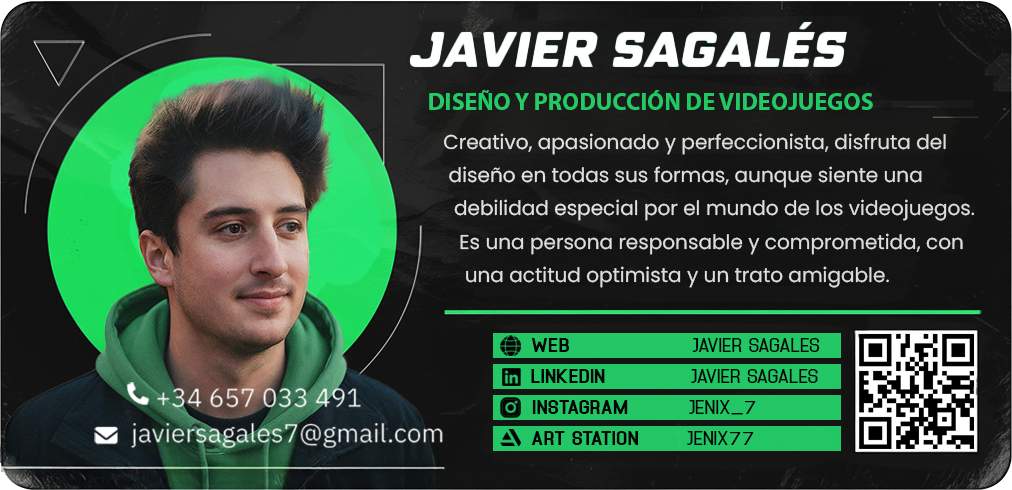 JAVIER SAGALÉS
DISEÑO Y PRODUCCIÓN DE VIDEOJUEGOS
Creativo, apasionado y perfeccionista, disfruta del
diseño en todas sus formas, aunque siente una
debilidad especial por el mundo de los videojuegos.
Es una persona responsable y comprometida, con
una actitud optimista y un trato amigable.
WEB JAVIER SAGALES
LINKEDIN JAVIER SAGALES
INSTAGRAM JENIX_7
ART STATION JENIX77
+34 657 033 491
javiersagales7@gmail.com